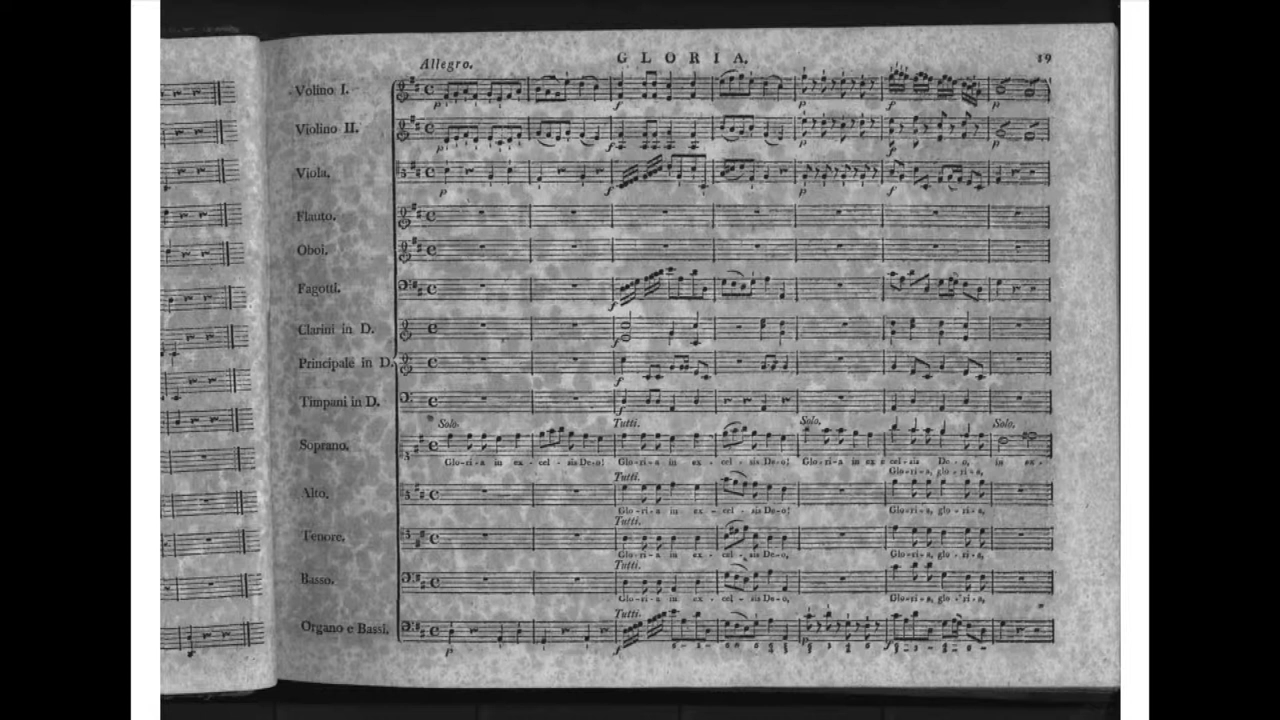 Allegro. GLORIA. 19
Volino I.
Violino II.
Viola.
Flauto.
Oboi.
Fagotti.
Clarini in D.
Principale in D.
Timpani in D.
Solo. Tutti. Solo. Solo.
Soprano.
Glo-ri-a in ex-cel-sis De-o! Glo-ri-a in ex-cel-sis De-o! Glo-ri-a in ex-cel-sis De-o, in ex-
Glo-ri-a, glo-ri-a,
Tutti.
Alto.
Glo-ri-a in ex-cel-sis De-o! Glo-ri-a, glo-ri-a,
Tutti.
Tenore.
Glo-ri-a in ex-cel-sis De-o, Glo-ri-a, glo-ri-a,
Tutti.
Basso.
Glo-ri-a in ex-cel-sis De-o, Glo-ri-a, glo-ri-a,
Tutti.
Organo e Bassi.